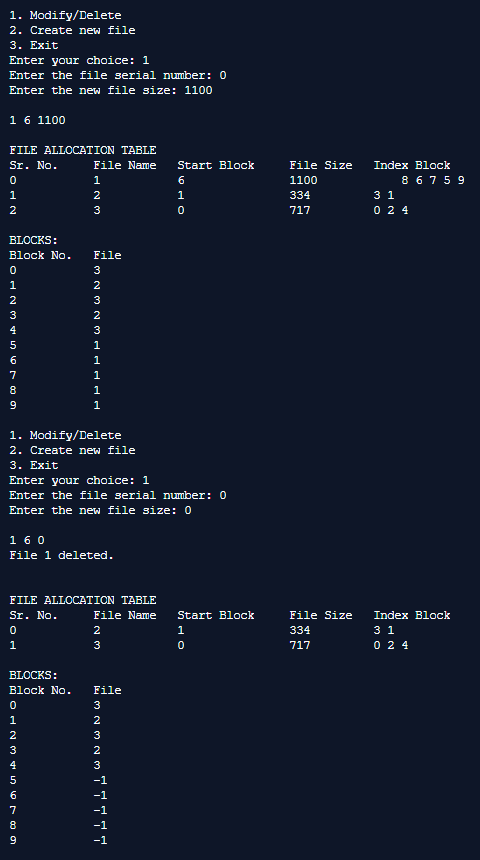 1. Modify/Delete
2. Create new file
3. Exit
Enter your choice: 1
Enter the file serial number: 0
Enter the new file size: 1100
1 6 1100
FILE ALLOCATION TABLE
Sr. No. File Name Start Block File Size Index Block
0 1 6 1100 8 6 7 5 9
1 2 1 334 3 1
2 3 0 717 0 2 4
BLOCKS:
Block No. File
0 3
1 2
2 3
3 2
4 3
5 1
6 1
7 1
8 1
9 1
1. Modify/Delete
2. Create new file
3. Exit
Enter your choice: 1
Enter the file serial number: 0
Enter the new file size: 0
1 6 0
File 1 deleted.
FILE ALLOCATION TABLE
Sr. No. File Name Start Block File Size Index Block
0 2 1 334 3 1
1 3 0 717 0 2 4
BLOCKS:
Block No. File
0 3
1 2
2 3
3 2
4 3
5 -1
6 -1
7 -1
8 -1
9 -1